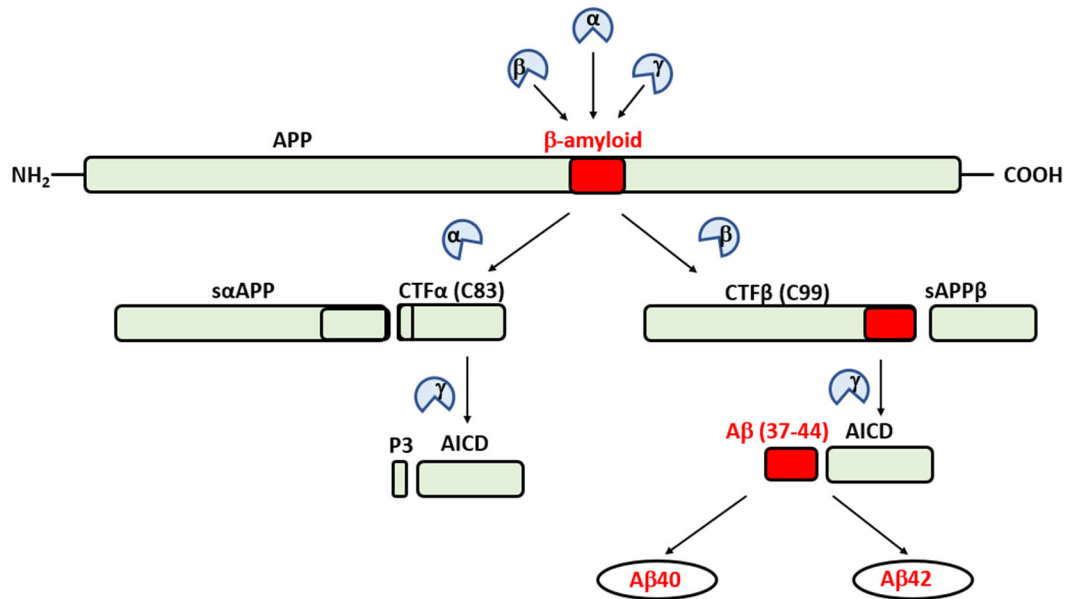 α
β
γ
APP
β-amyloid
NH₂
COOH
α
β
sαAPP
CTFα (C83)
CTFβ (C99)
sAPPβ
γ
γ
P3
AICD
Aβ (37-44)
AICD
Aβ40
Aβ42